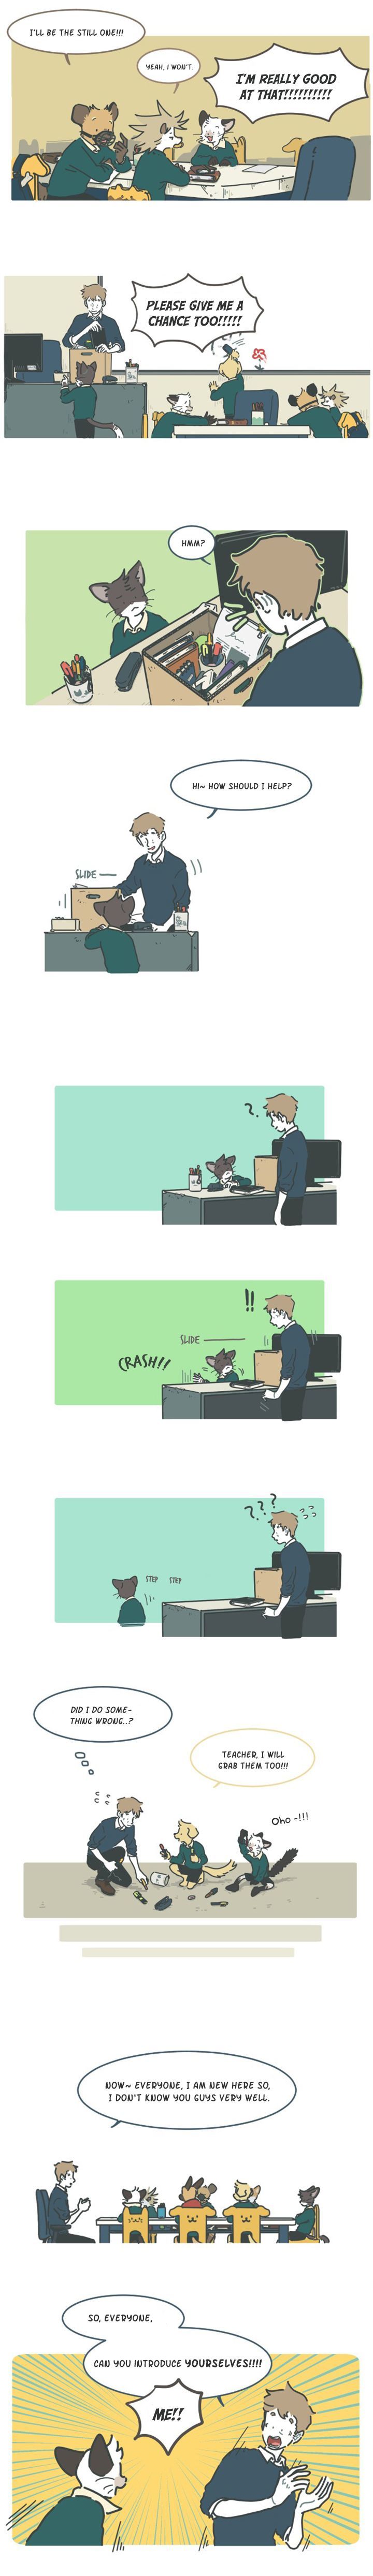 I'LL BE THE STILL ONE!!!
YEAH, I WON'T.
I'M REALLY GOOD
AT THAT!!!!!!!!!!
PLEASE GIVE ME A
CHANCE TOO!!!!!
HMM?
HI~ HOW SHOULD I HELP?
SLIDE
?
!!
SLIDE
CRASH!!
? ? ?
STEP STEP
DID I DO SOME-
THING WRONG..?
TEACHER, I WILL
GRAB THEM TOO!!!
Oho -!!!
NOW~ EVERYONE, I AM NEW HERE SO,
I DON'T KNOW YOU GUYS VERY WELL.
SO, EVERYONE,
CAN YOU INTRODUCE YOURSELVES!!!!
ME!!